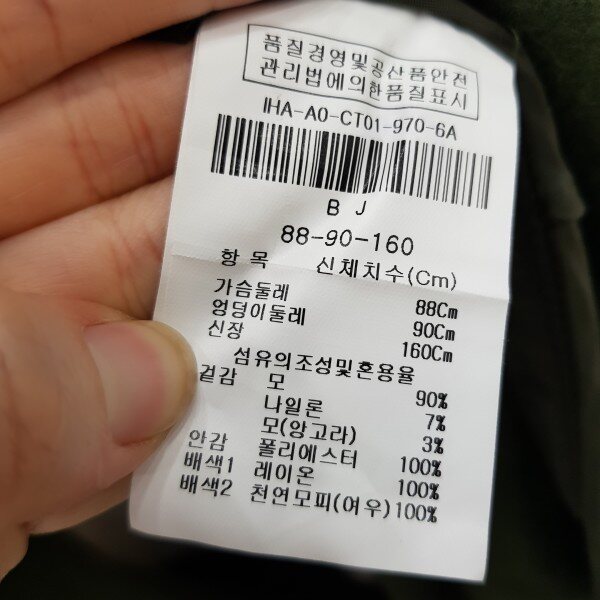 품질경영및공산품안전
관리법에의한품질표시
IHA-A0-CT01-970-6A
B J
88-90-160
항 목 신체치수(Cm)
가슴둘레 88Cm
엉덩이둘레 90Cm
신장 160Cm
섬유의조성및혼용율
겉감 모 90%
나일론 7%
모(앙고라) 3%
안감 폴리에스터 100%
배색1 레이온 100%
배색2 천연모피(여우) 100%